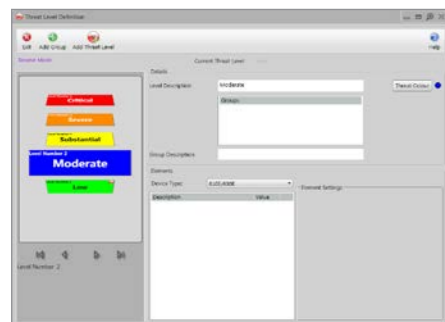 Threat Level Definition
Exit
Add Group
Add Threat Level
Help
Current Threat Level
Details
Level Description
Moderate
Threat Colour
Groups
Group Description
Elements
Device Type
Description
Value
Element Settings
Critical
Severe
Substantial
Level Number 2
Moderate
Low
Level Number 2